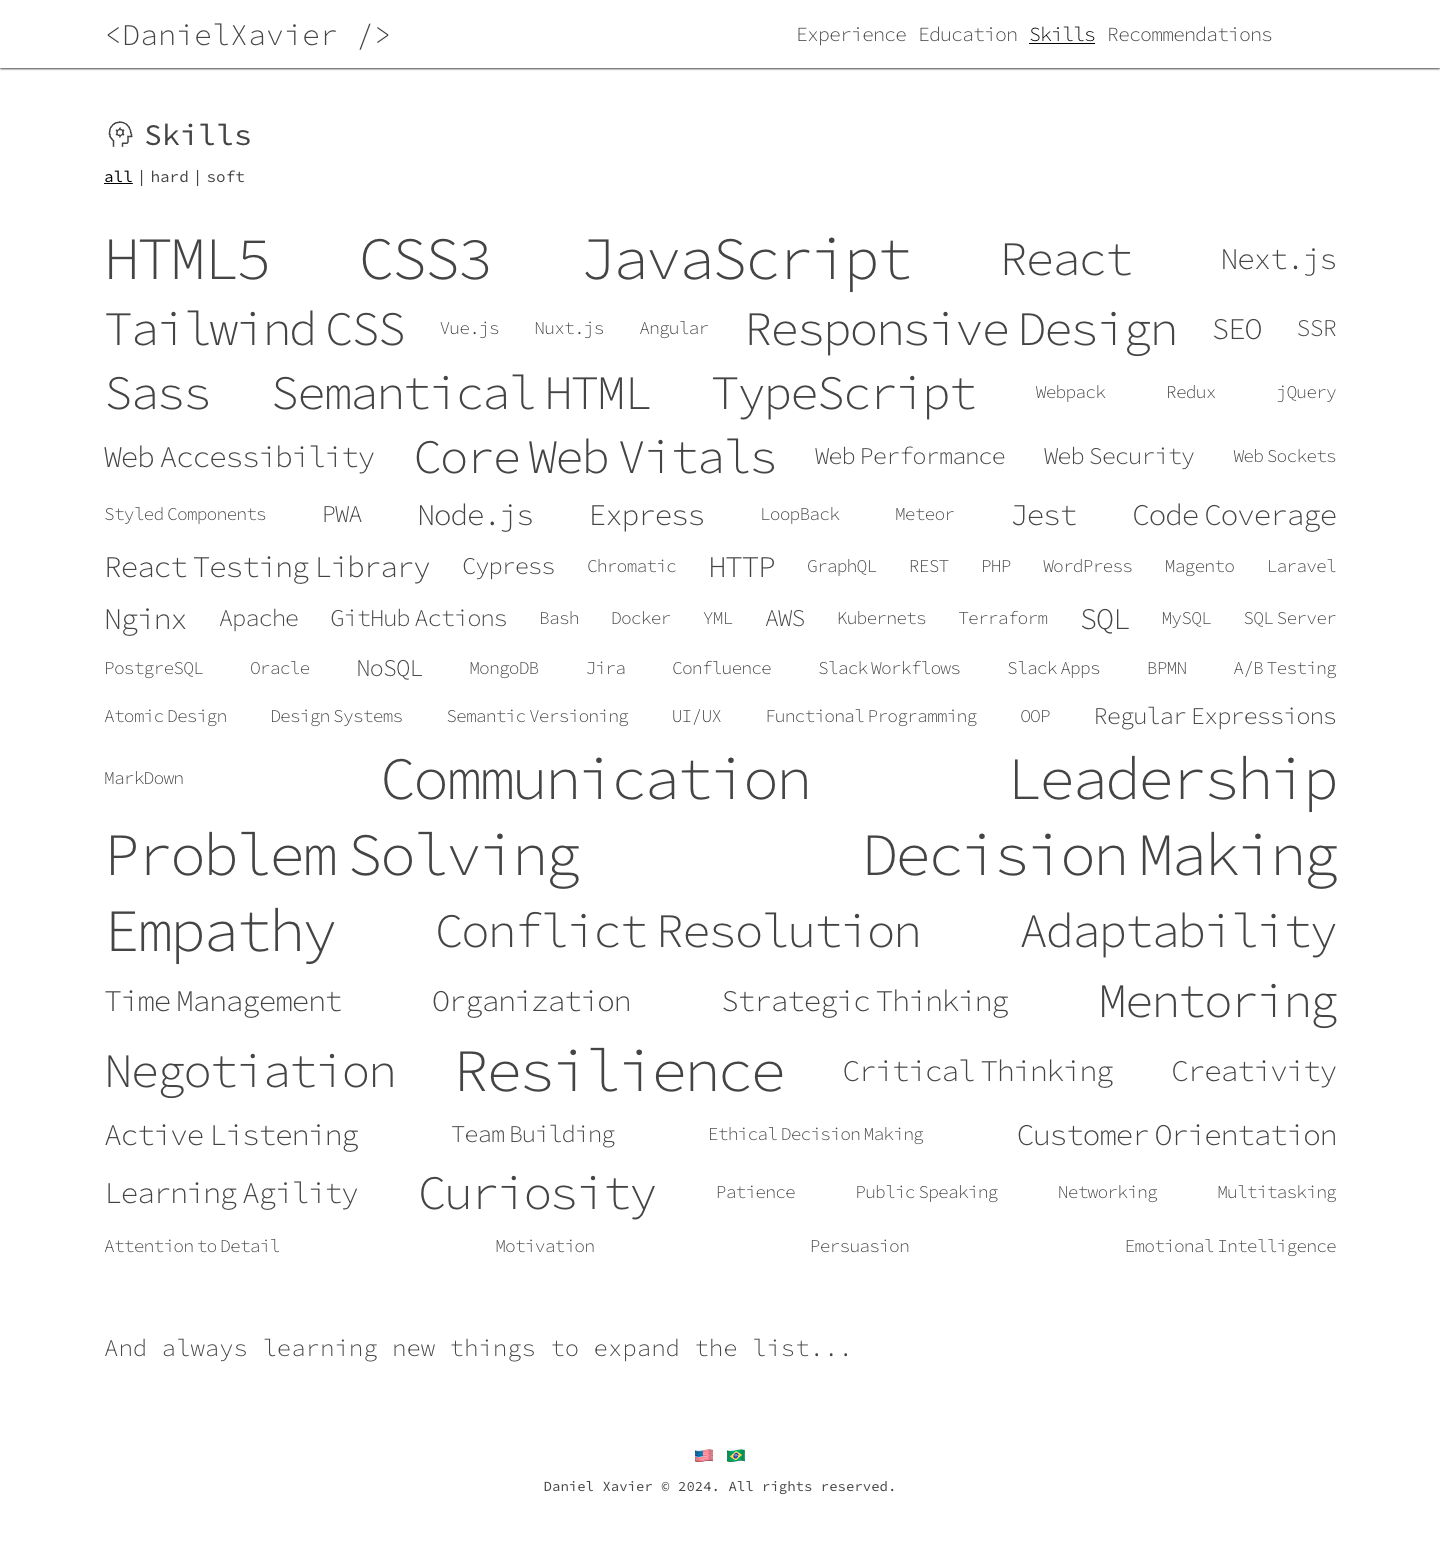 <DanielXavier />
Experience Education Skills Recommendations
Skills
all | hard | soft
HTML5 CSS3 JavaScript React Next.js
Tailwind CSS Vue.js Nuxt.js Angular Responsive Design SEO SSR
Sass Semantical HTML TypeScript Webpack Redux jQuery
Web Accessibility Core Web Vitals Web Performance Web Security Web Sockets
Styled Components PWA Node.js Express LoopBack Meteor Jest Code Coverage
React Testing Library Cypress Chromatic HTTP GraphQL REST PHP WordPress Magento Laravel
Nginx Apache GitHub Actions Bash Docker YML AWS Kubernets Terraform SQL MySQL SQL Server
PostgreSQL Oracle NoSQL MongoDB Jira Confluence Slack Workflows Slack Apps BPMN A/B Testing
Atomic Design Design Systems Semantic Versioning UI/UX Functional Programming OOP Regular Expressions
MarkDown Communication Leadership
Problem Solving Decision Making
Empathy Conflict Resolution Adaptability
Time Management Organization Strategic Thinking Mentoring
Negotiation Resilience Critical Thinking Creativity
Active Listening Team Building Ethical Decision Making Customer Orientation
Learning Agility Curiosity Patience Public Speaking Networking Multitasking
Attention to Detail Motivation Persuasion Emotional Intelligence
And always learning new things to expand the list...
Daniel Xavier © 2024. All rights reserved.